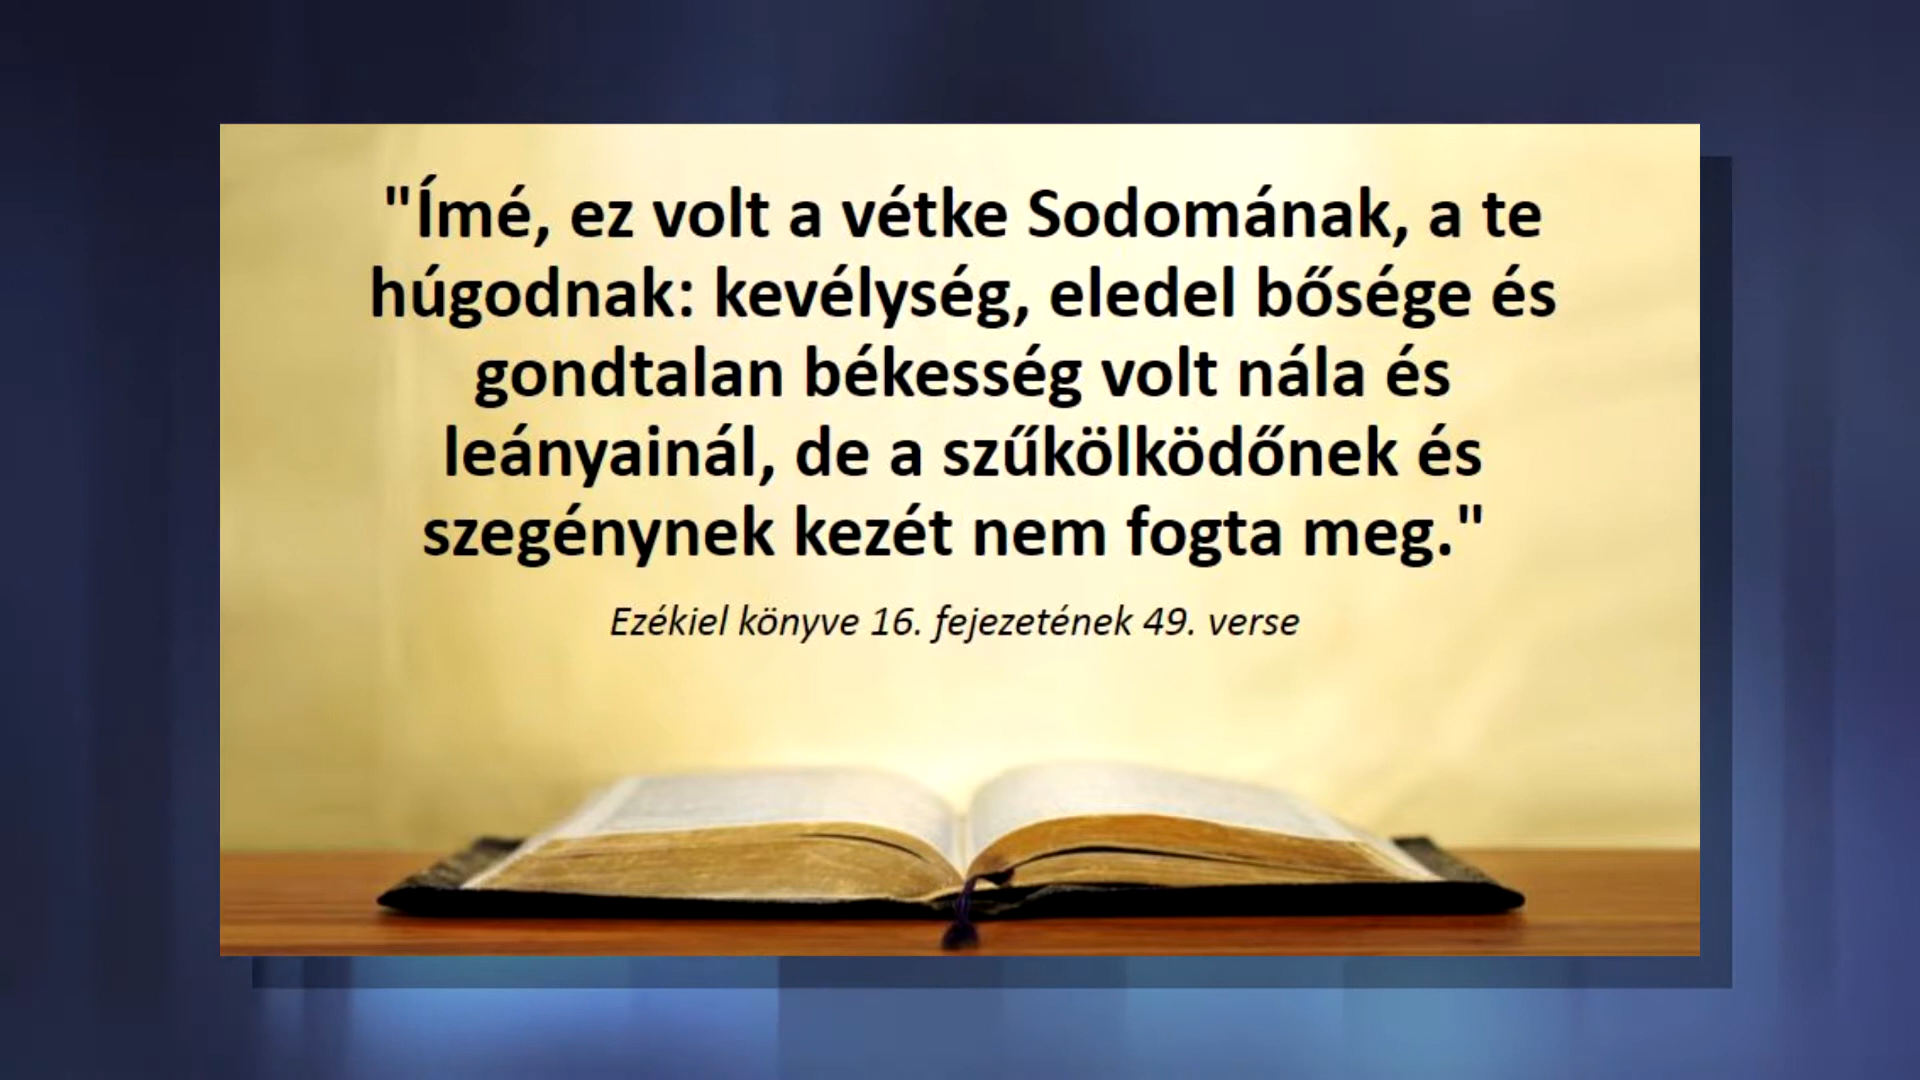 "Ímé, ez volt a vétke Sodomának, a te
húgodnak: kevélység, eledel bősége és
gondtalan békesség volt nála és
leányainál, de a szűkölködőnek és
szegénynek kezét nem fogta meg."
Ezékiel könyve 16. fejezetének 49. verse